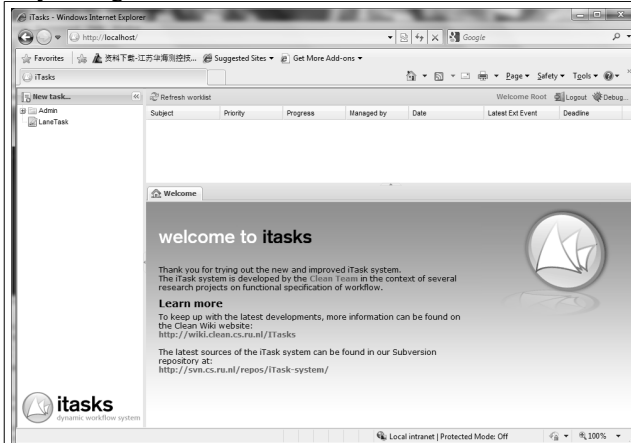 iTasks - Windows Internet Explorer
http://localhost/
Google
Favorites
资料下载-江苏华海测控技...
Suggested Sites
Get More Add-ons
iTasks
Page Safety Tools
New task...
Refresh worklist
Welcome Root Logout Debug...
Admin
LaneTask
Subject Priority Progress Managed by Date Latest Ext Event Deadline
Welcome
welcome to itasks
Thank you for trying out the new and improved iTask system.
The iTask system is developed by the Clean Team in the context of several
research projects on functional specification of workflow.
Learn more
To keep up with the latest developments, more information can be found on
the Clean Wiki website:
http://wiki.clean.cs.ru.nl/ITasks
The latest sources of the iTask system can be found in our Subversion
repository at:
http://svn.cs.ru.nl/repos/iTask-system/
itasks
dynamic workflow system
Local intranet | Protected Mode: Off
100%